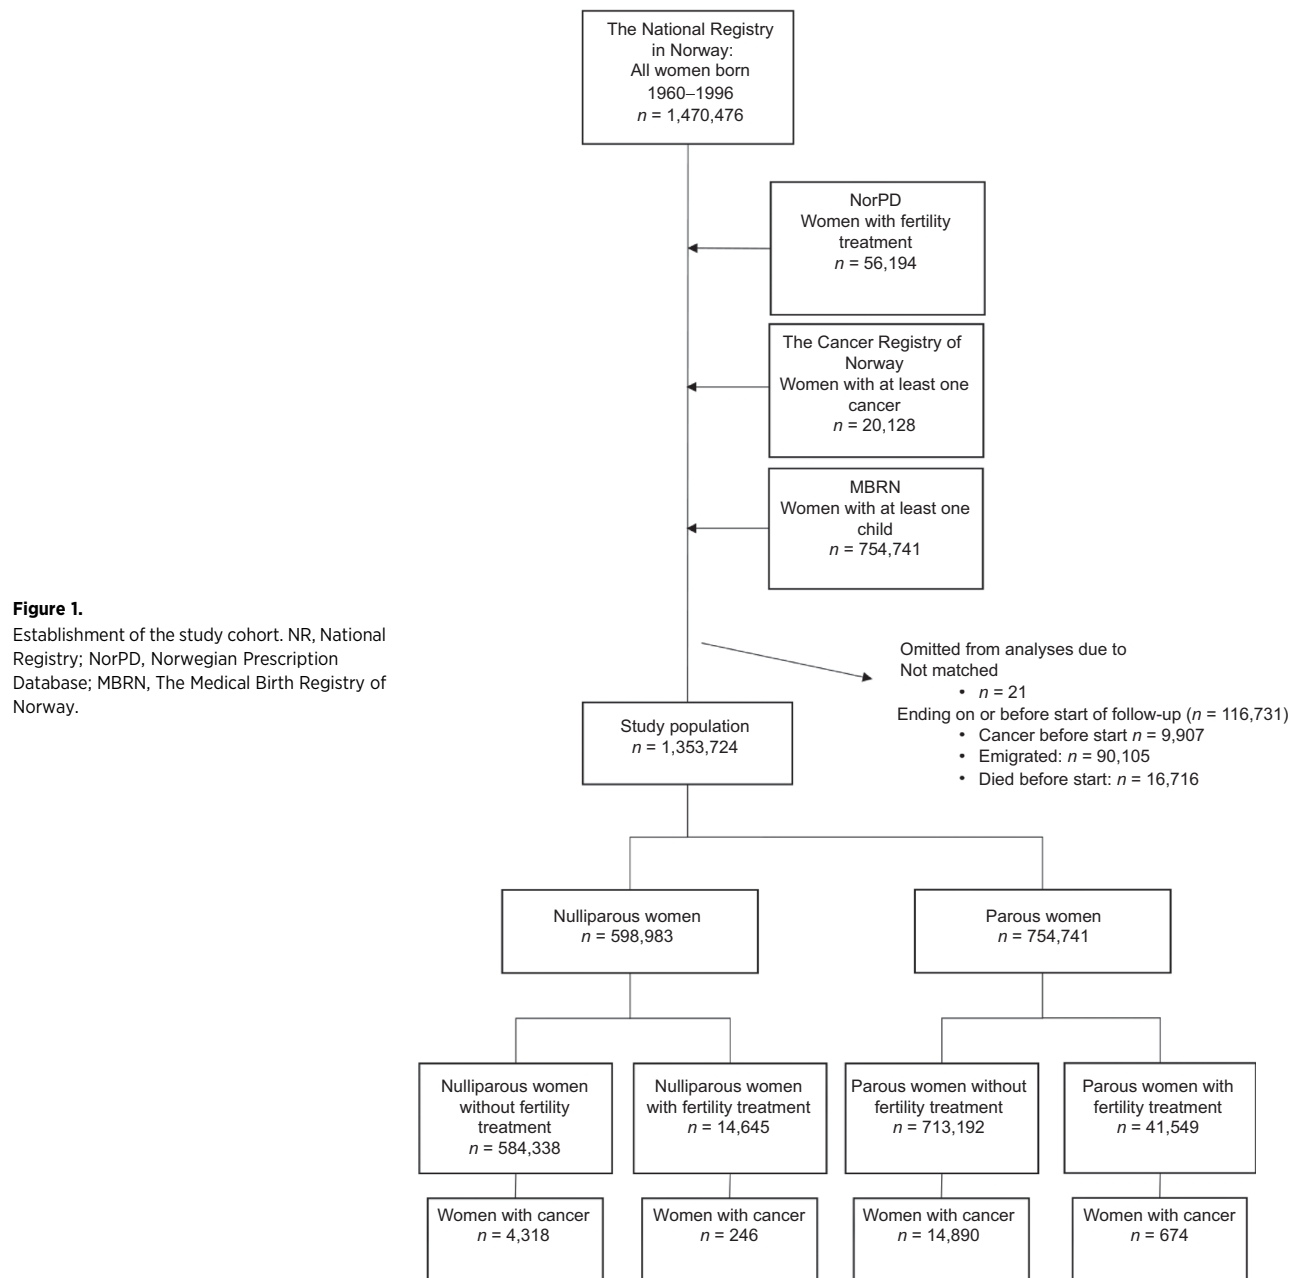 The National Registry
in Norway:
All women born
1960–1996
n = 1,470,476
NorPD
Women with fertility
treatment
n = 56,194
The Cancer Registry of
Norway
Women with at least one
cancer
n = 20,128
MBRN
Women with at least one
child
n = 754,741
Figure 1.
Establishment of the study cohort. NR, National
Registry; NorPD, Norwegian Prescription
Database; MBRN, The Medical Birth Registry of
Norway.
Omitted from analyses due to
Not matched
• n = 21
Ending on or before start of follow-up (n = 116,731)
• Cancer before start n = 9,907
• Emigrated: n = 90,105
• Died before start: n = 16,716
Study population
n = 1,353,724
Nulliparous women
n = 598,983
Parous women
n = 754,741
Nulliparous women
without fertility
treatment
n = 584,338
Nulliparous women
with fertility treatment
n = 14,645
Parous women without
fertility treatment
n = 713,192
Parous women with
fertility treatment
n = 41,549
Women with cancer
n = 4,318
Women with cancer
n = 246
Women with cancer
n = 14,890
Women with cancer
n = 674